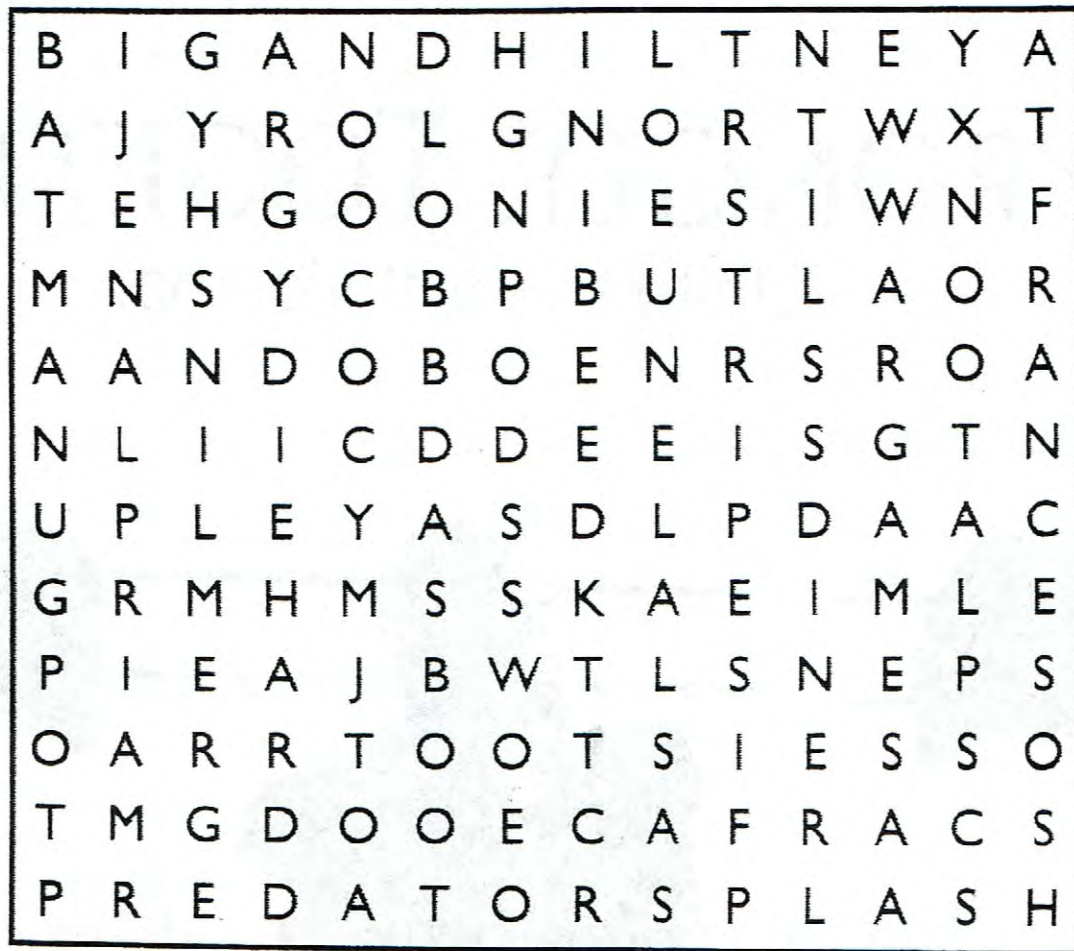 B I G A N D H I L T N E Y A
A J Y R O L G N O R T W X T
T E H G O O N I E S I W N F
M N S Y C B P B U T L A O R
A A N D O B O E N R S R O A
N L I I C D D E E I S G T N
U P L E Y A S D L P D A A C
G R M H M S S K A E I M L E
P I E A J B W T L S N E P S
O A R R T O O T S I E S S O
T M G D O O E C A F R A C S
P R E D A T O R S P L A S H